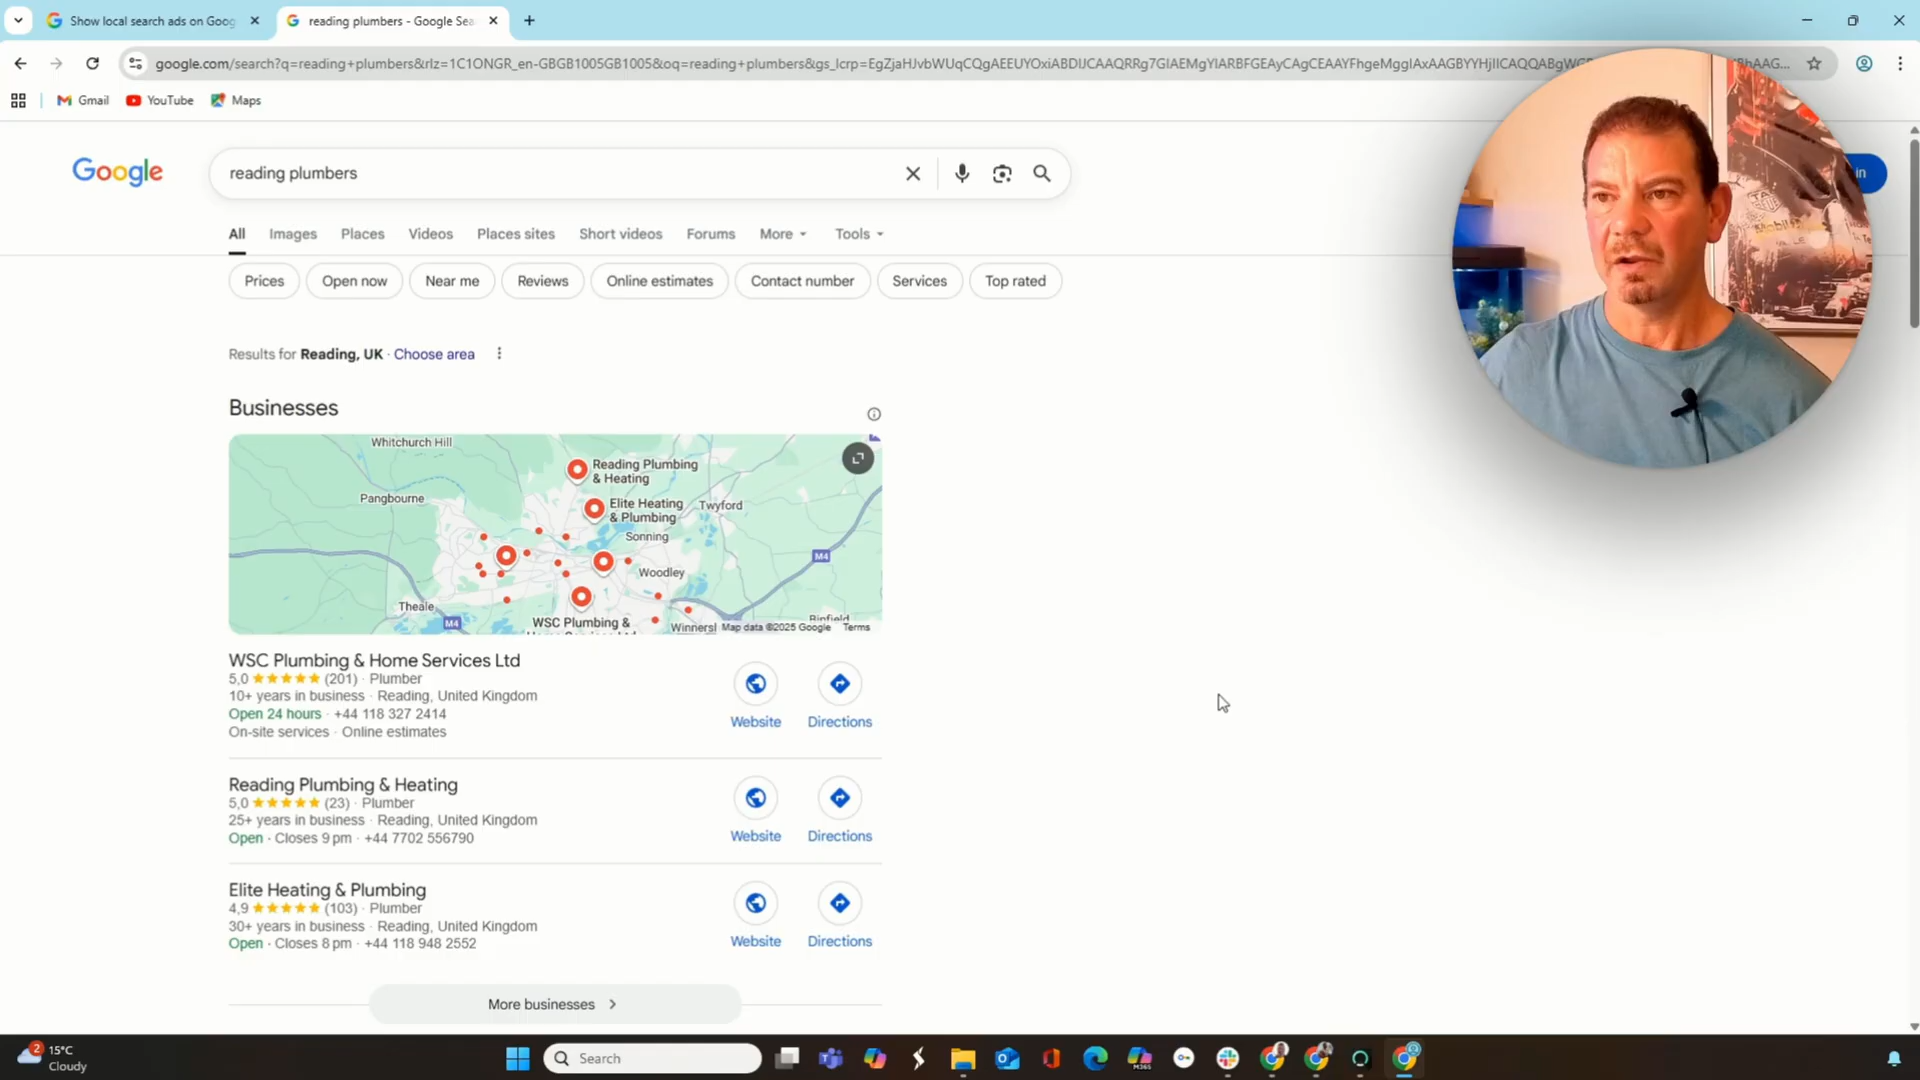 Show local search ads on Goog
reading plumbers - Google Sea
google.com/search?q=reading+plumbers&rlz=1C1ONGR_en-GBGB1005GB1005&oq=reading+plumbers&gs_lcrp=
Gmail
YouTube
Maps
Google
reading plumbers
in
All
Images
Places
Videos
Places sites
Short videos
Forums
More
Tools
Prices
Open now
Near me
Reviews
Online estimates
Contact number
Services
Top rated
Results for Reading, UK · Choose area
Businesses
Whitchurch Hill
Reading Plumbing
& Heating
Pangbourne
Elite Heating
& Plumbing
Twyford
Sonning
M4
Woodley
Theale
M4
WSC Plumbing &
Winnersl
Binfield
Map data ©2025 Google
Terms
WSC Plumbing & Home Services Ltd
5,0 (201) · Plumber
10+ years in business · Reading, United Kingdom
Open 24 hours · +44 118 327 2414
On-site services · Online estimates
Website
Directions
Reading Plumbing & Heating
5,0 (23) · Plumber
25+ years in business · Reading, United Kingdom
Open · Closes 9 pm · +44 7702 556790
Website
Directions
Elite Heating & Plumbing
4,9 (103) · Plumber
30+ years in business · Reading, United Kingdom
Open · Closes 8 pm · +44 118 948 2552
Website
Directions
More businesses
2
15°C
Cloudy
Search
M365